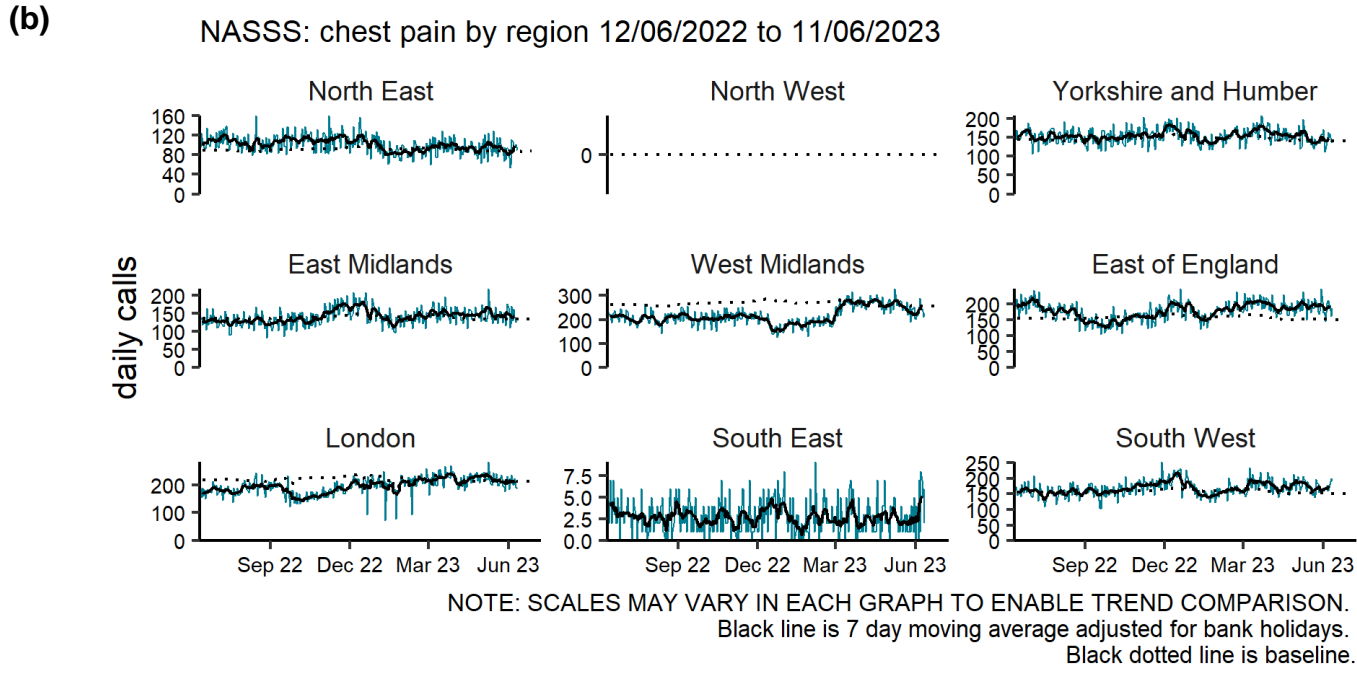 (b)
NASSS: chest pain by region 12/06/2022 to 11/06/2023
North East
160
120
80
40
0
North West
0
Yorkshire and Humber
200
150
100
50
0
daily calls
East Midlands
200
150
100
50
0
West Midlands
300
200
100
0
East of England
200
150
100
50
0
London
200
100
0
South East
7.5
5.0
2.5
0.0
South West
250
200
150
100
50
0
Sep 22 Dec 22 Mar 23 Jun 23
Sep 22 Dec 22 Mar 23 Jun 23
Sep 22 Dec 22 Mar 23 Jun 23
NOTE: SCALES MAY VARY IN EACH GRAPH TO ENABLE TREND COMPARISON.
Black line is 7 day moving average adjusted for bank holidays.
Black dotted line is baseline.